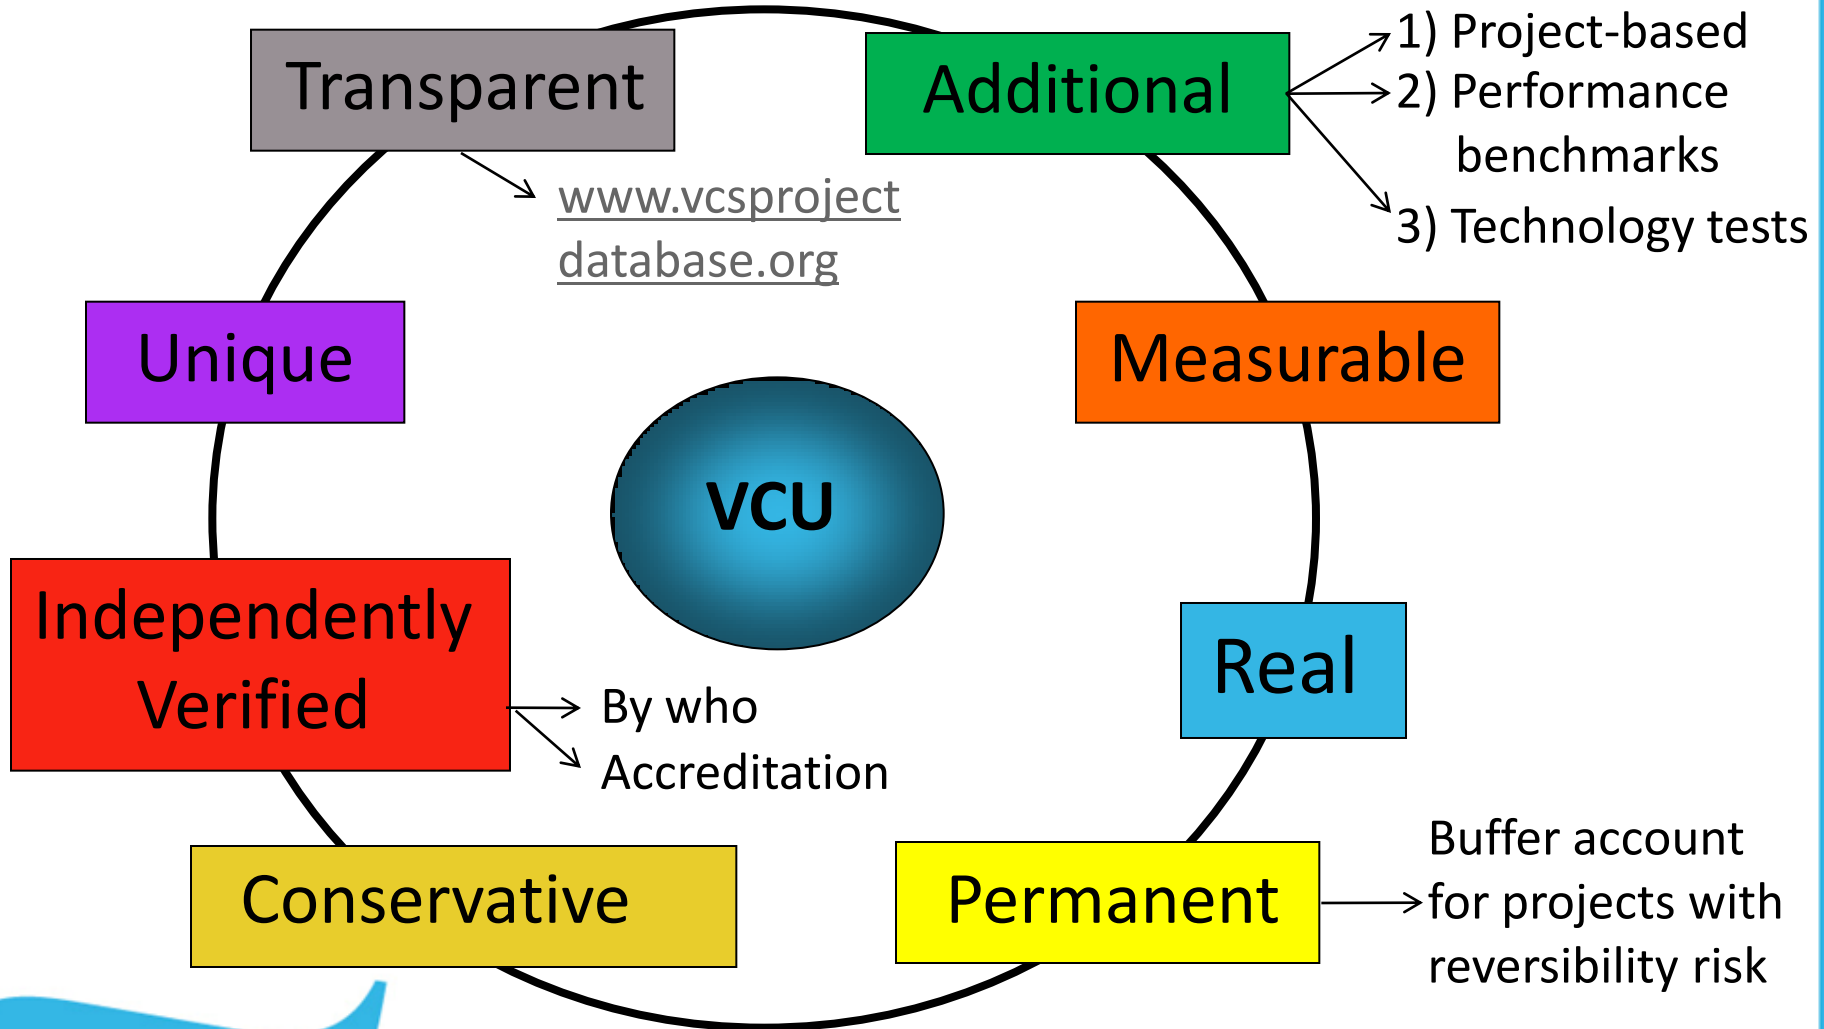 Transparent
www.vcsproject
database.org
Additional
1) Project-based
2) Performance
benchmarks
3) Technology tests
Unique
Measurable
VCU
Independently
Verified
By who
Accreditation
Real
Conservative
Permanent
Buffer account
for projects with
reversibility risk